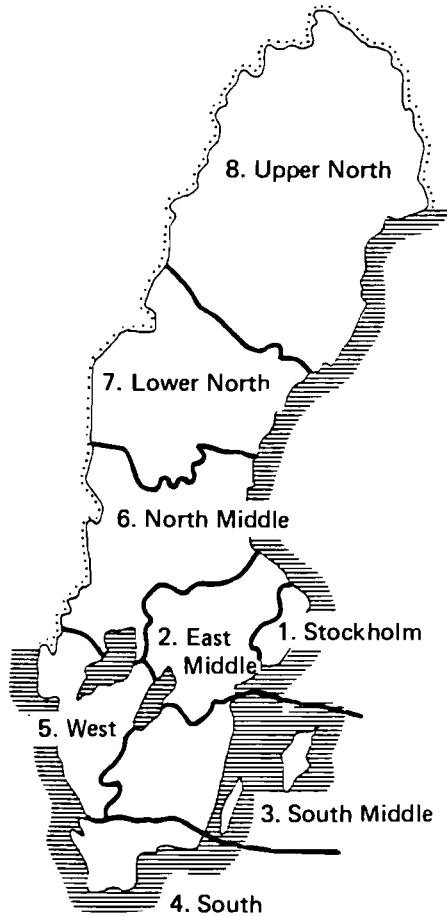 8. Upper North
7. Lower North
6. North Middle
2. East
Middle
1. Stockholm
5. West
3. South Middle
4. South